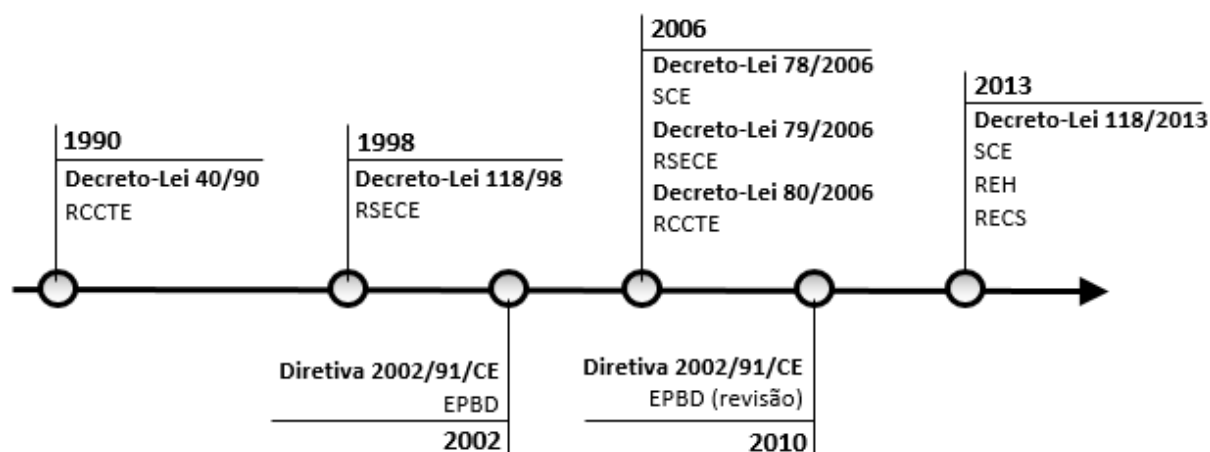 1990
Decreto-Lei 40/90
RCCTE
1998
Decreto-Lei 118/98
RSECE
2006
Decreto-Lei 78/2006
SCE
Decreto-Lei 79/2006
RSECE
Decreto-Lei 80/2006
RCCTE
2013
Decreto-Lei 118/2013
SCE
REH
RECS
Diretiva 2002/91/CE
EPBD
2002
Diretiva 2002/91/CE
EPBD (revisão)
2010